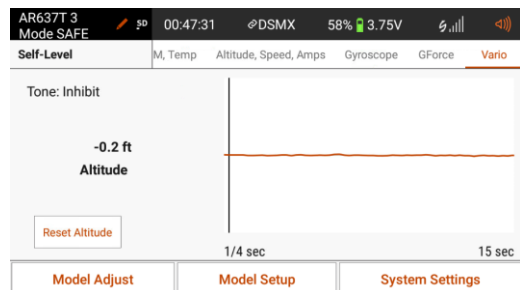 AR637T 3
Mode SAFE
SD
00:47:31
DSMX
58%
3.75V
Self-Level
M, Temp
Altitude, Speed, Amps
Gyroscope
GForce
Vario
Tone: Inhibit
-0.2 ft
Altitude
Reset Altitude
1/4 sec
15 sec
Model Adjust
Model Setup
System Settings